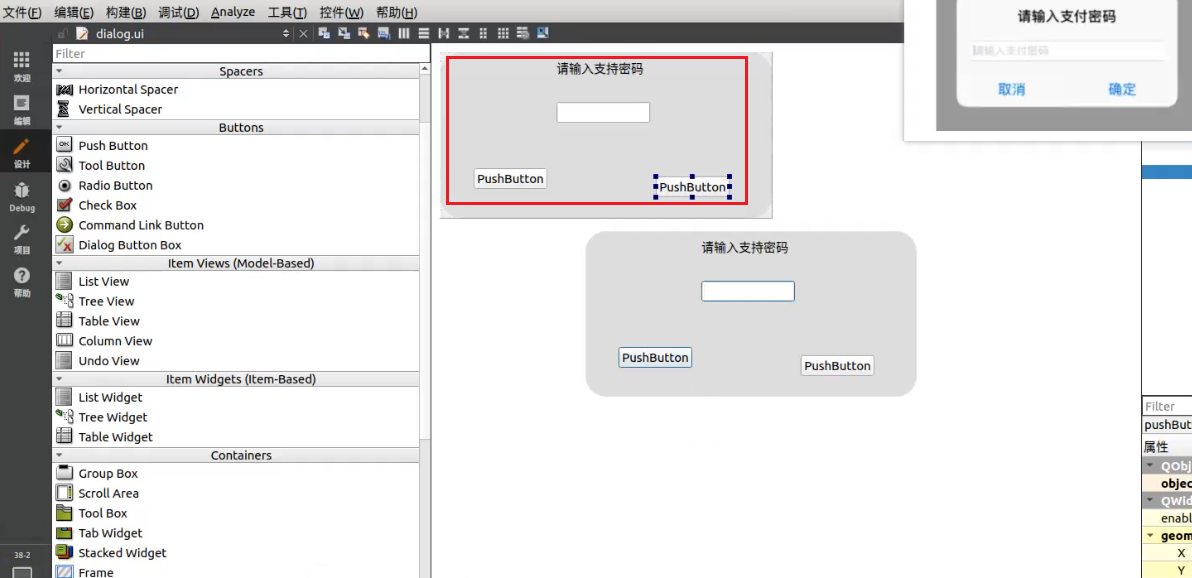 文件(F) 编辑(E) 构建(B) 调试(D) Analyze 工具(T) 控件(W) 帮助(H)
dialog.ui
Filter
欢迎
编辑
设计
Debug
项目
帮助
38-2
Spacers
Horizontal Spacer
Vertical Spacer
Buttons
Push Button
Tool Button
Radio Button
Check Box
Command Link Button
Dialog Button Box
Item Views (Model-Based)
List View
Tree View
Table View
Column View
Undo View
Item Widgets (Item-Based)
List Widget
Tree Widget
Table Widget
Containers
Group Box
Scroll Area
Tool Box
Tab Widget
Stacked Widget
Frame
请输入支持密码
PushButton
PushButton
请输入支持密码
PushButton
PushButton
请输入支付密码
请输入支付密码
取消 确定
Filter
pushBut
属性
QObj
objec
QWid
enabl
geom
X
Y